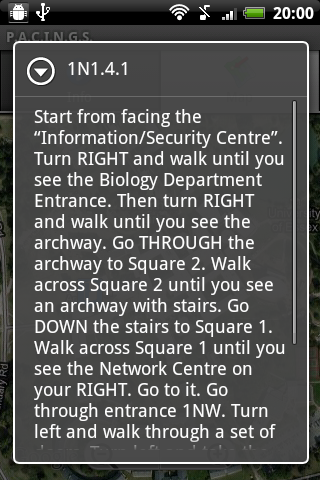 20:00
P.A.C.I.N.G.S.
1N1.4.1
Start from facing the
“Information/Security Centre”.
Turn RIGHT and walk until you
see the Biology Department
Entrance. Then turn RIGHT
and walk until you see the
archway. Go THROUGH the
archway to Square 2. Walk
across Square 2 until you see
an archway with stairs. Go
DOWN the stairs to Square 1.
Walk across Square 1 until you
see the Network Centre on
your RIGHT. Go to it. Go
through entrance 1NW. Turn
left and walk through a set of